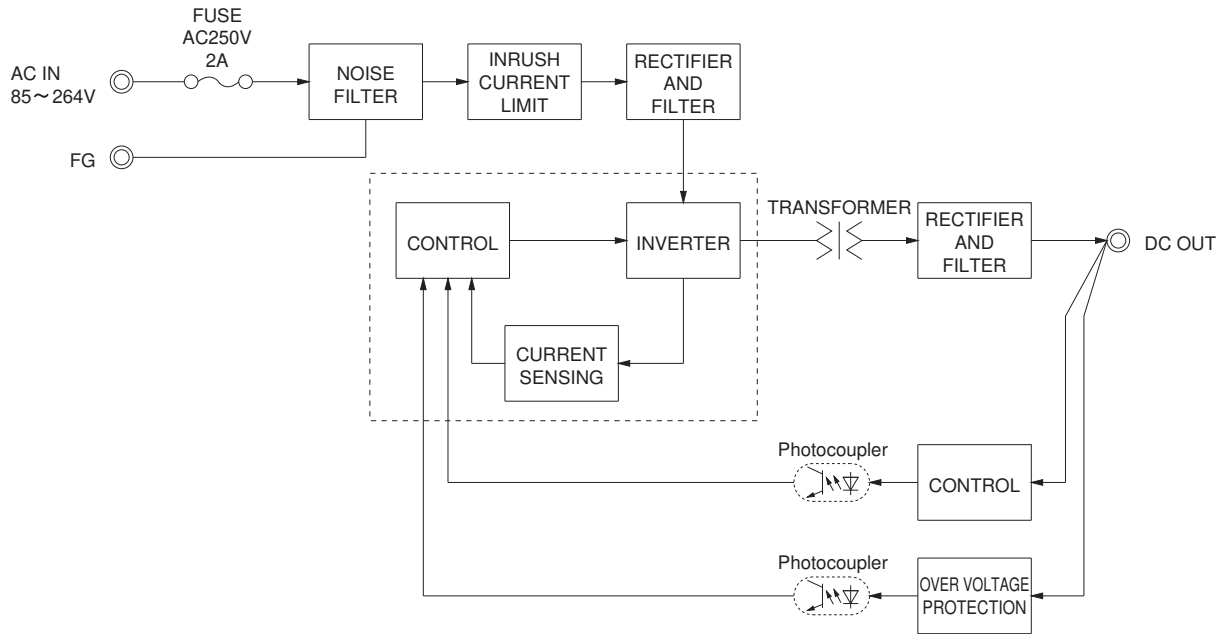 FUSE
AC250V
2A
AC IN
85～264V
NOISE
FILTER
INRUSH
CURRENT
LIMIT
RECTIFIER
AND
FILTER
FG
CONTROL
INVERTER
TRANSFORMER
RECTIFIER
AND
FILTER
DC OUT
CURRENT
SENSING
Photocoupler
CONTROL
Photocoupler
OVER VOLTAGE
PROTECTION